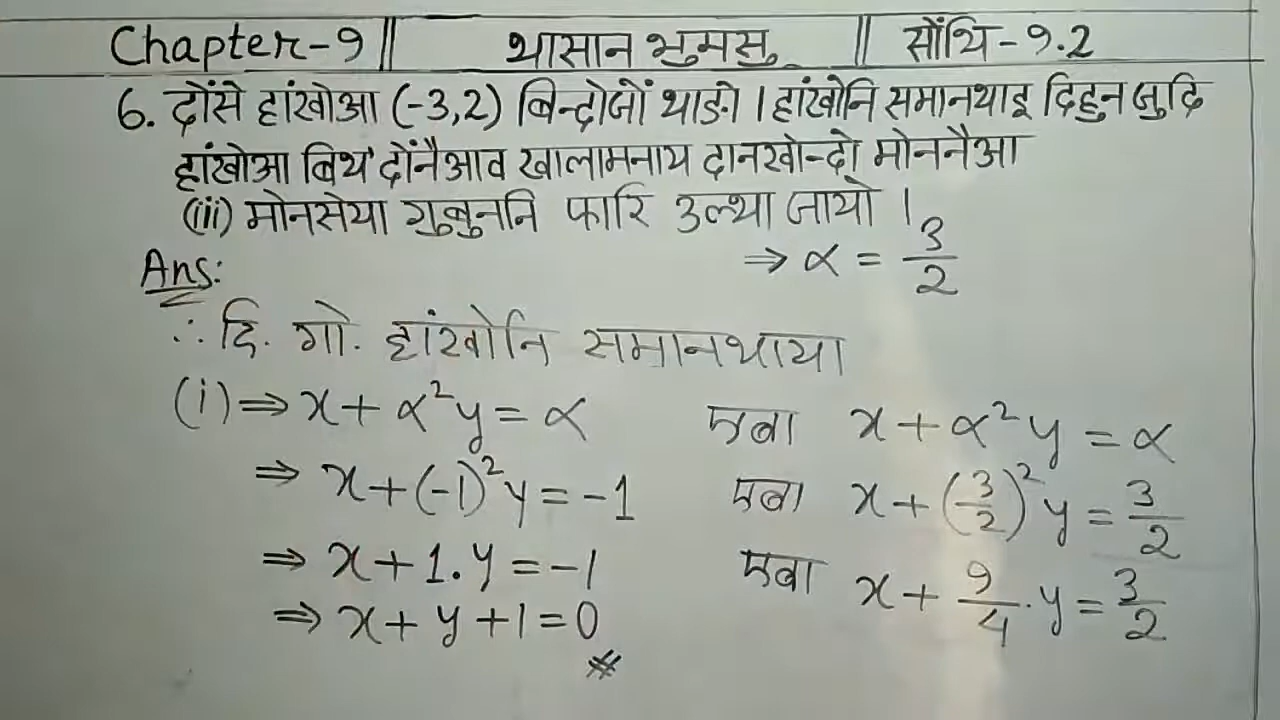 Chapter-9 || थासान भुमसु || सोंथि - 9.2
6. दोंसे हांखोआ (-3,2) बिन्दोजों थाङो । हांखोनि समानथाइ दिहुन जुदि
हांखोआ बिथ' दोंनैआव खालामनाय दानखोन्दो मोननैआ
(iii) मोनसेया गुबुननि फारि उल्था जायो ।
⇒ α = 3/2
Ans:
∴ दि. गो. हांखोनि समानथाया
(i) ⇒ x + α²y = α एबा x + α²y = α
⇒ x + (-1)²y = -1 एबा x + (3/2)²y = 3/2
⇒ x + 1.y = -1 एबा x + 9/4.y = 3/2
⇒ x + y + 1 = 0